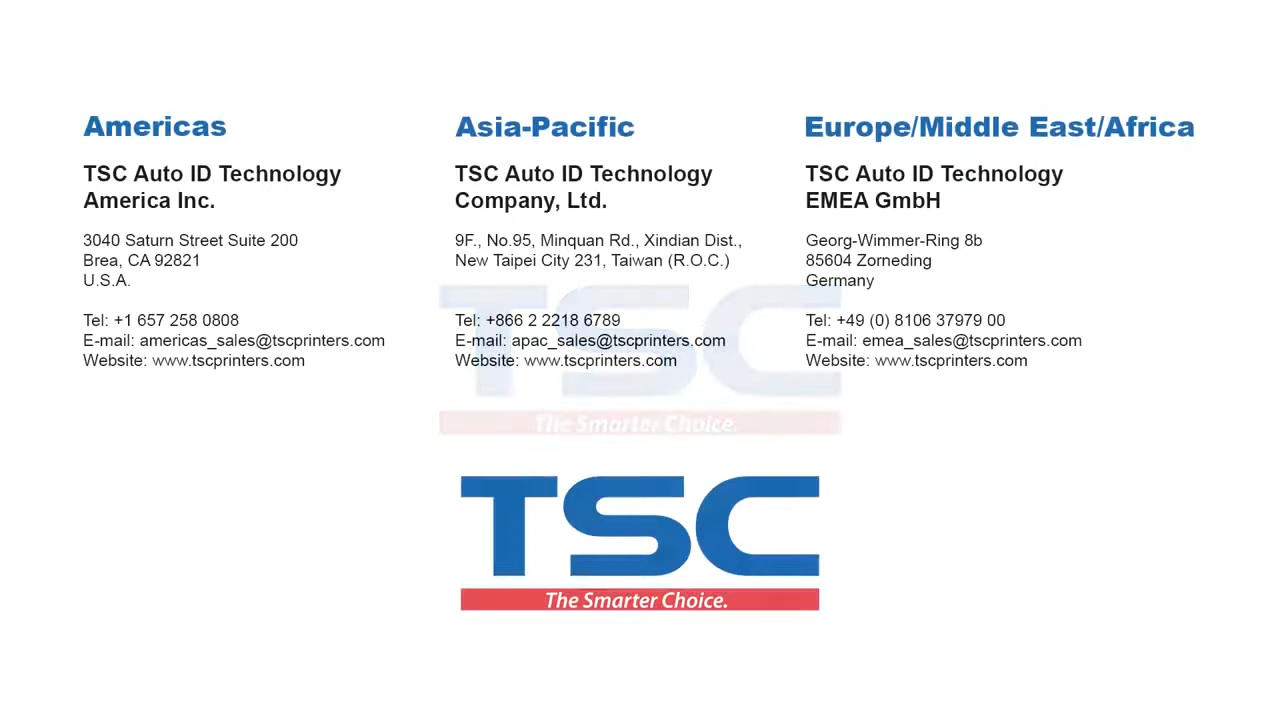 Americas
TSC Auto ID Technology
America Inc.
3040 Saturn Street Suite 200
Brea, CA 92821
U.S.A.
Tel: +1 657 258 0808
E-mail: americas_sales@tscprinters.com
Website: www.tscprinters.com
Asia-Pacific
TSC Auto ID Technology
Company, Ltd.
9F., No.95, Minquan Rd., Xindian Dist.,
New Taipei City 231, Taiwan (R.O.C.)
Tel: +866 2 2218 6789
E-mail: apac_sales@tscprinters.com
Website: www.tscprinters.com
Europe/Middle East/Africa
TSC Auto ID Technology
EMEA GmbH
Georg-Wimmer-Ring 8b
85604 Zorneding
Germany
Tel: +49 (0) 8106 37979 00
E-mail: emea_sales@tscprinters.com
Website: www.tscprinters.com
TSC
The Smarter Choice.
TSC
The Smarter Choice.